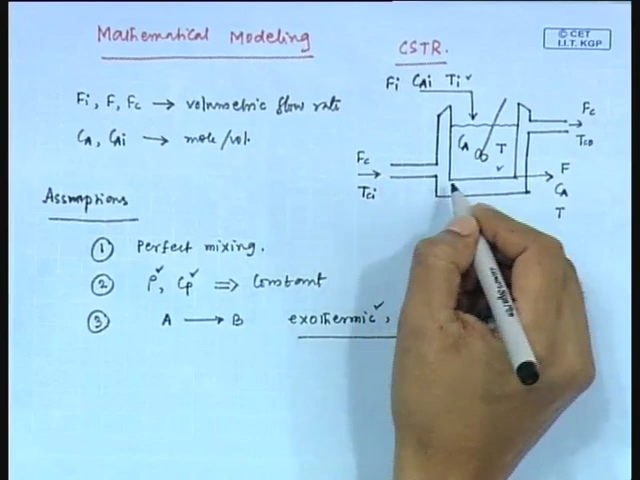 Mathematical Modeling
© CET
I.I.T. KGP
CSTR.
Fi CAi Ti
Fi, F, Fc → volumetric flow rate
CA, CAi → mole/vol.
Fc
Tco
CA T
Fc
Tci
F
CA
T
Assumptions
① Perfect mixing.
② ρ, Cp ⇒ Constant
③ A → B exothermic,